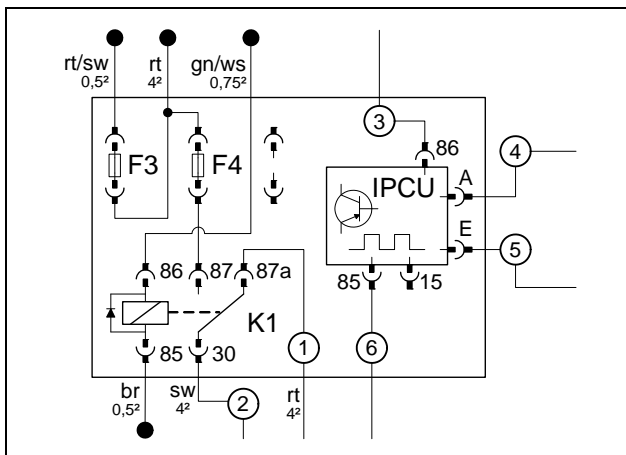 rt/sw rt gn/ws
0,5² 4² 0,75²
3
86
4
F3 F4 IPCU A
E
5
86 87 87a
85 15
K1
85 30 1 6
br sw rt
0,5² 4² 2 4²